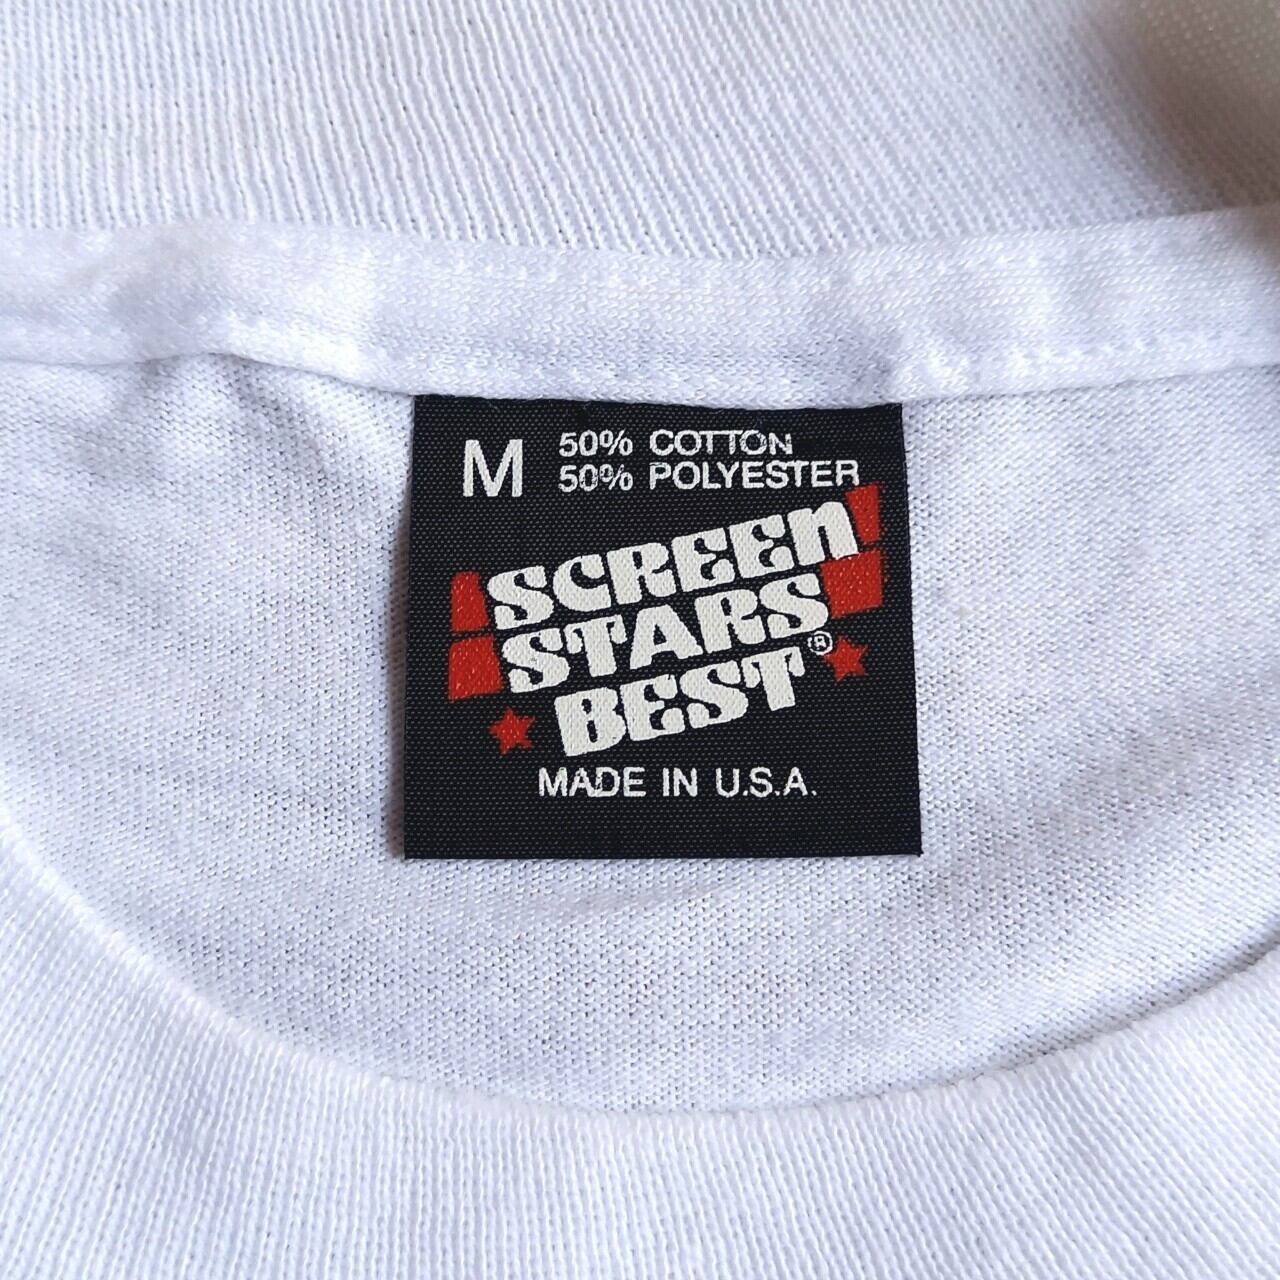 M 50% COTTON
50% POLYESTER
SCREEN
STARS
BEST®
MADE IN U.S.A.